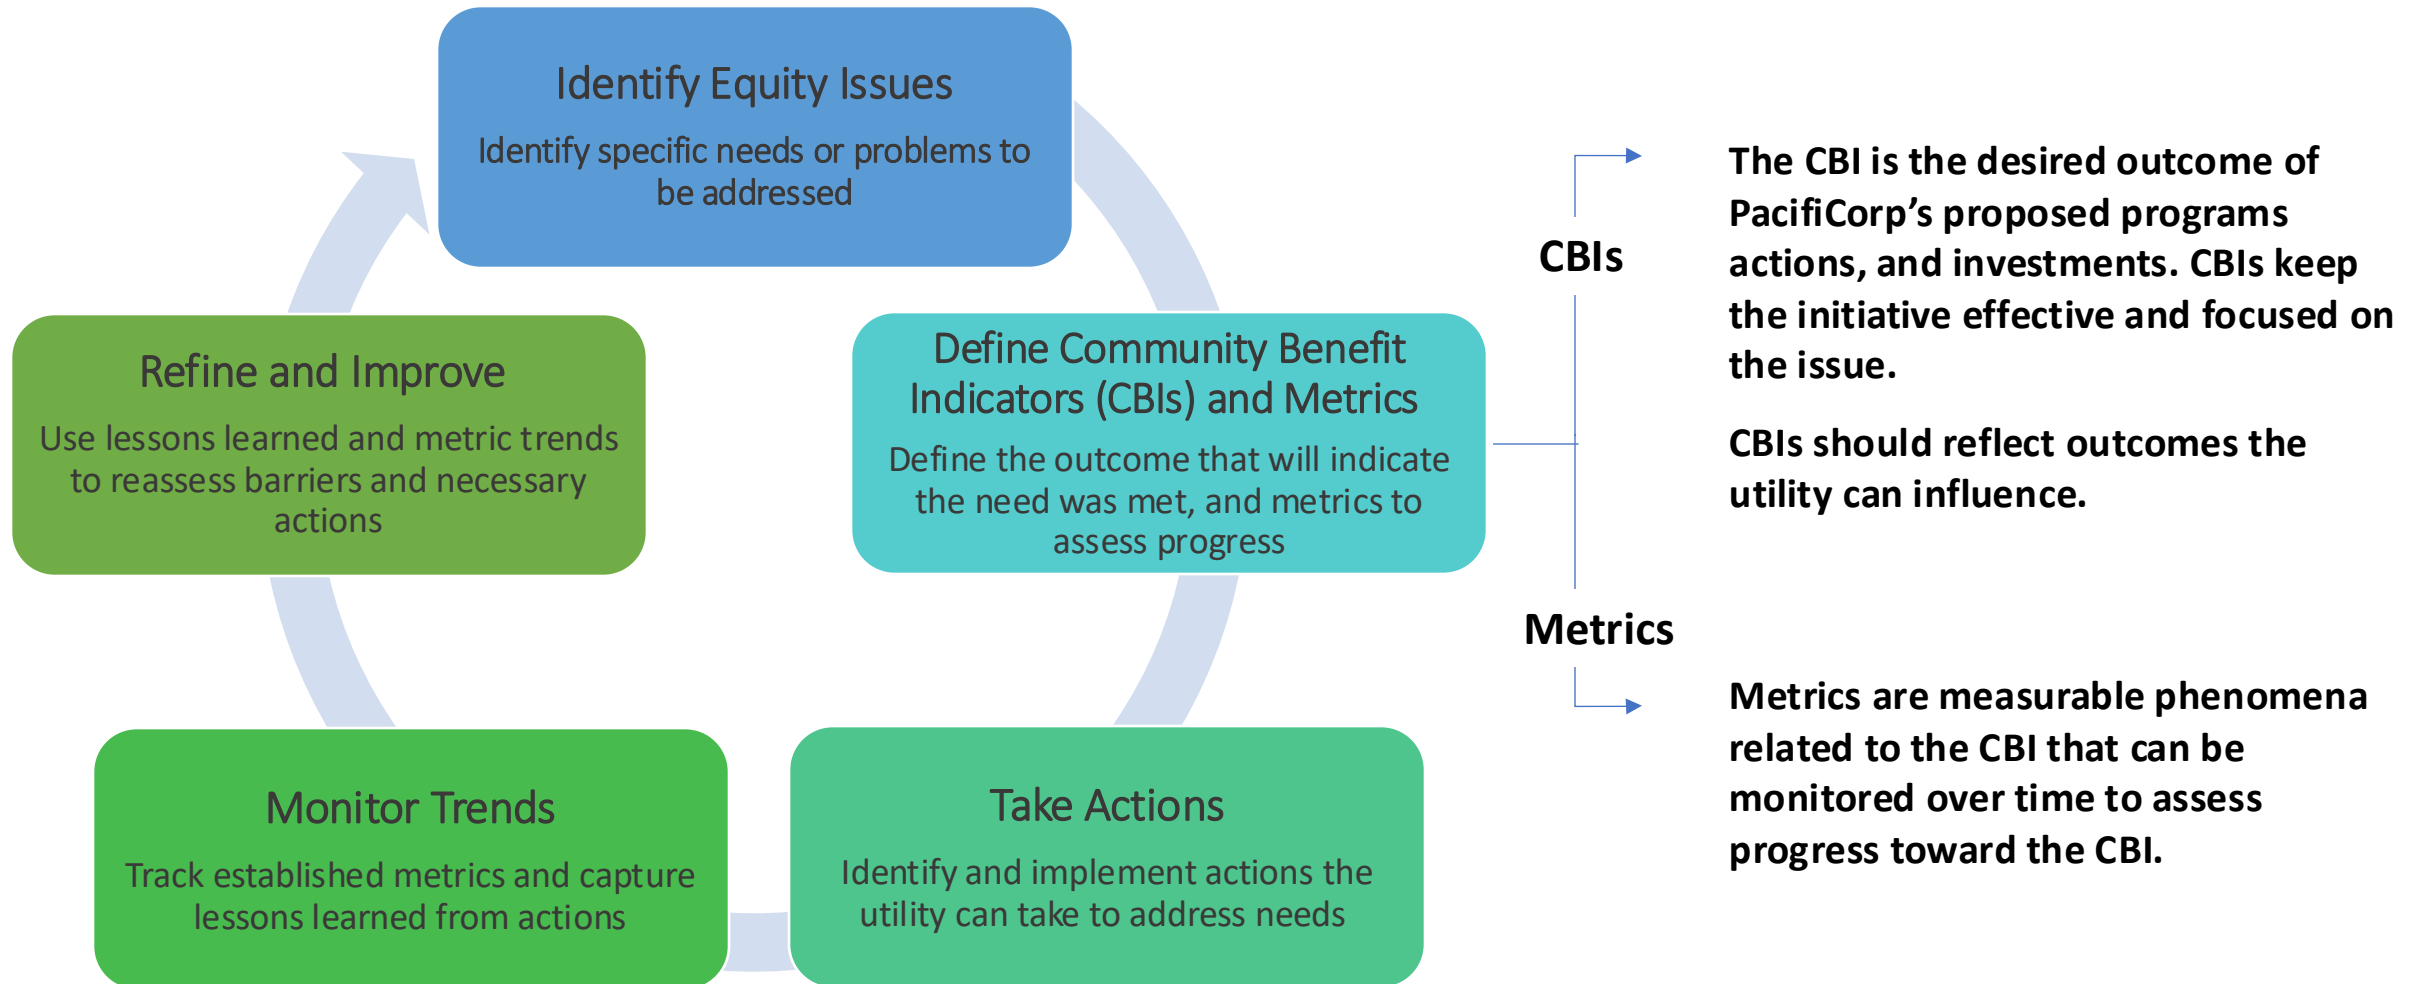 Identify Equity Issues
Identify specific needs or problems to
be addressed
Define Community Benefit
Indicators (CBIs) and Metrics
Define the outcome that will indicate
the need was met, and metrics to
assess progress
Take Actions
Identify and implement actions the
utility can take to address needs
Monitor Trends
Track established metrics and capture
lessons learned from actions
Refine and Improve
Use lessons learned and metric trends
to reassess barriers and necessary
actions
CBIs
The CBI is the desired outcome of
PacifiCorp’s proposed programs
actions, and investments. CBIs keep
the initiative effective and focused on
the issue.
CBIs should reflect outcomes the
utility can influence.
Metrics
Metrics are measurable phenomena
related to the CBI that can be
monitored over time to assess
progress toward the CBI.